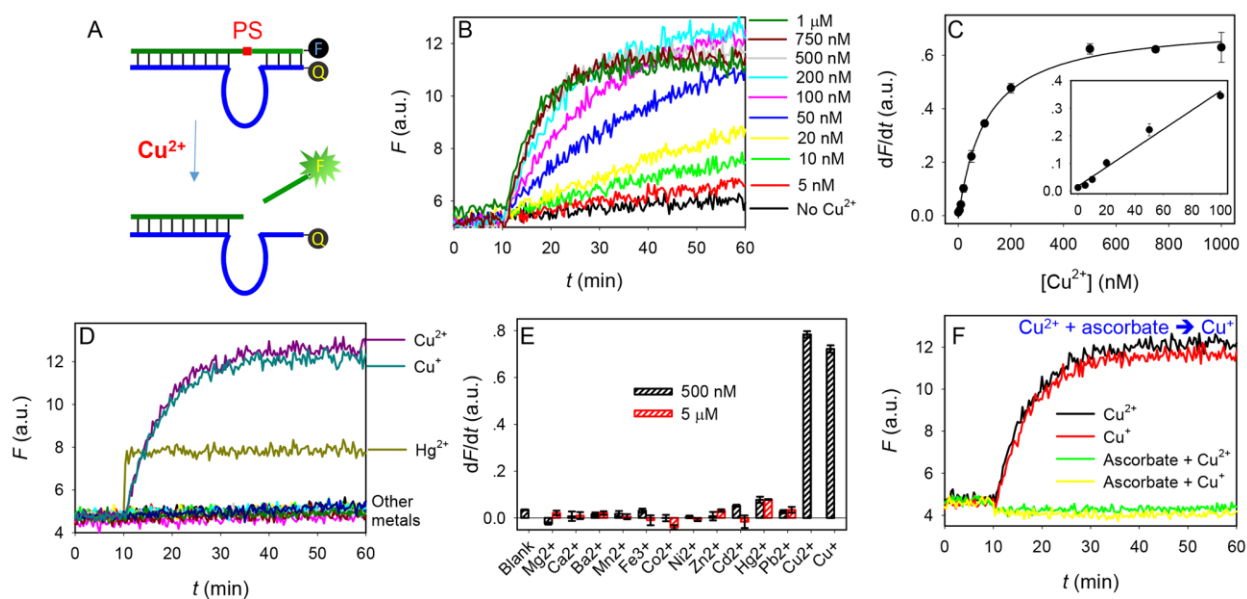 A
PS
F
Q
Cu²⁺
F
Q
B
F (a.u.)
12
10
8
6
0 10 20 30 40 50 60
t (min)
1 μM
750 nM
500 nM
200 nM
100 nM
50 nM
20 nM
10 nM
5 nM
No Cu²⁺
C
dF/dt (a.u.)
.6
.4
.2
0.0
0 200 400 600 800 1000
[Cu²⁺] (nM)
.4
.3
.2
.1
0.0
0 20 40 60 80 100
D
F (a.u.)
12
10
8
6
4
0 10 20 30 40 50 60
t (min)
Cu²⁺
Cu⁺
Hg²⁺
Other
metals
E
dF/dt (a.u.)
.8
.6
.4
.2
0.0
500 nM
5 μM
Blank
Mg2+
Ca2+
Ba2+
Mn2+
Fe3+
Co2+
NI2+
Zn2+
Cd2+
Hg2+
Pb2+
Cu2+
Cu+
F
Cu²⁺ + ascorbate ➔ Cu⁺
F (a.u.)
12
10
8
6
4
0 10 20 30 40 50 60
t (min)
Cu²⁺
Cu⁺
Ascorbate + Cu²⁺
Ascorbate + Cu⁺